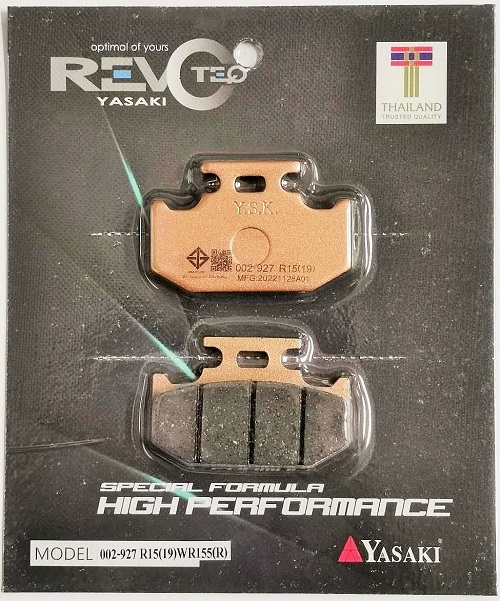 optimal of yours
REVO TEO
YASAKI
THAILAND
TRUSTED QUALITY
Y.S.K.
002-927 R15(19)
MFG:20221128A01
SPECIAL FORMULA
HIGH PERFORMANCE
MODEL 002-927 R15(19)WR155(R)
YASAKI